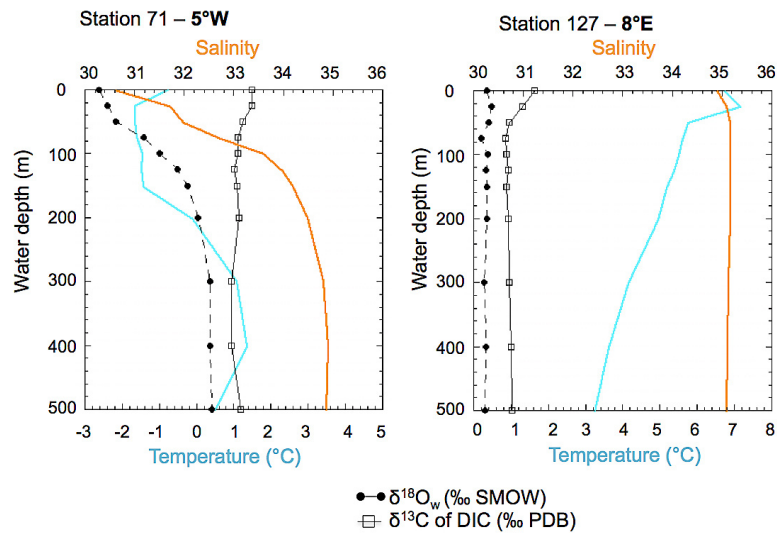 Station 71 – 5°W
Salinity
30 31 32 33 34 35 36
0
100
200
300
400
500
Water depth (m)
-3 -2 -1 0 1 2 3 4 5
Temperature (°C)
Station 127 – 8°E
Salinity
30 31 32 33 34 35 36
0
100
200
300
400
500
Water depth (m)
0 1 2 3 4 5 6 7 8
Temperature (°C)
δ¹⁸Ow (‰ SMOW)
δ¹³C of DIC (‰ PDB)